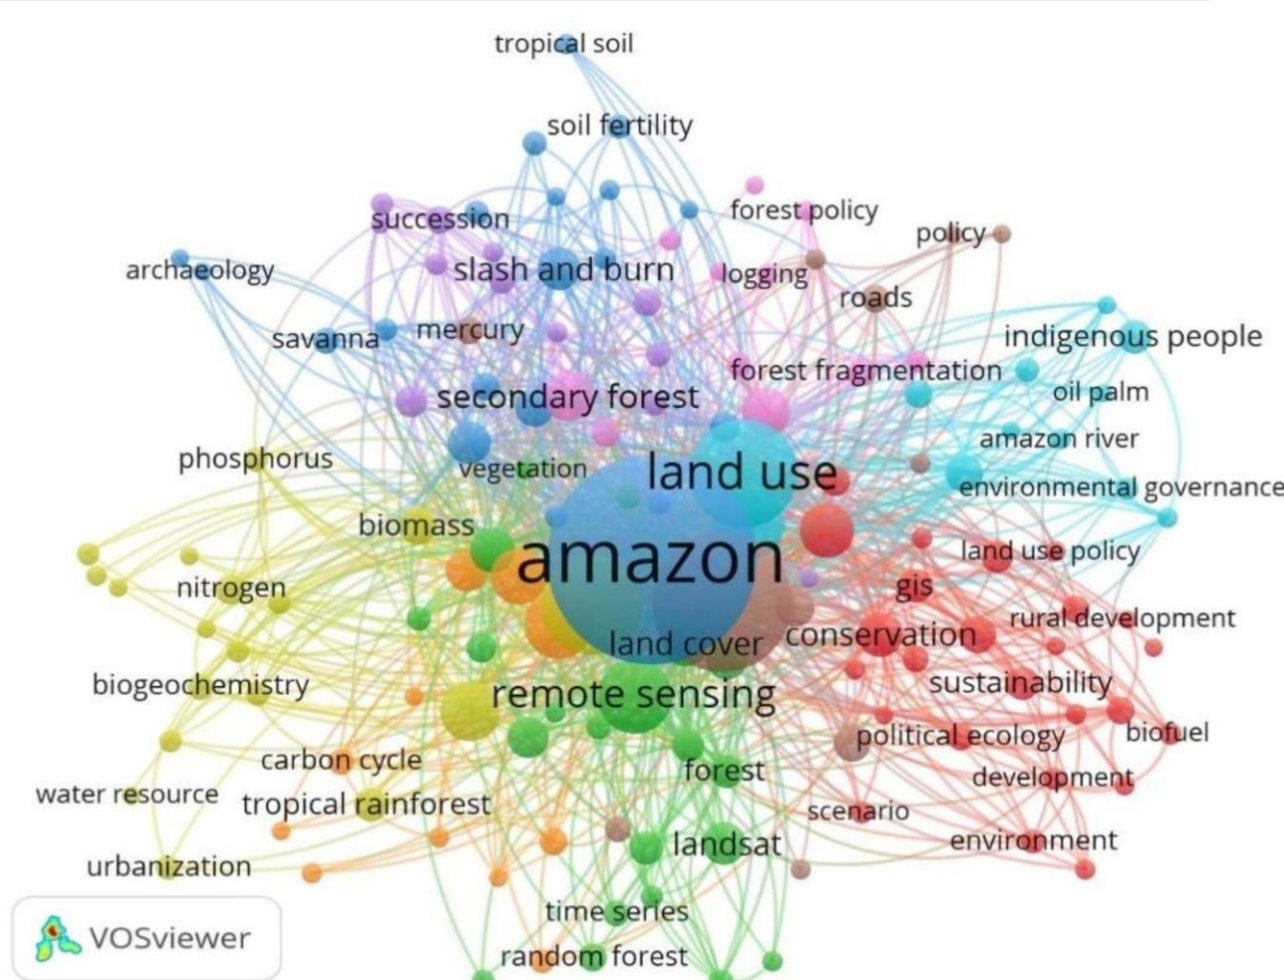 tropical soil
soil fertility
forest policy
succession
policy
archaeology
slash and burn
logging
roads
savanna
mercury
indigenous people
forest fragmentation
oil palm
secondary forest
amazon river
phosphorus
vegetation
land use
environmental governance
biomass
land use policy
amazon
nitrogen
gis
rural development
land cover
conservation
biogeochemistry
remote sensing
sustainability
political ecology
biofuel
carbon cycle
forest
development
water resource
tropical rainforest
scenario
landsat
environment
urbanization
time series
VOSviewer
random forest